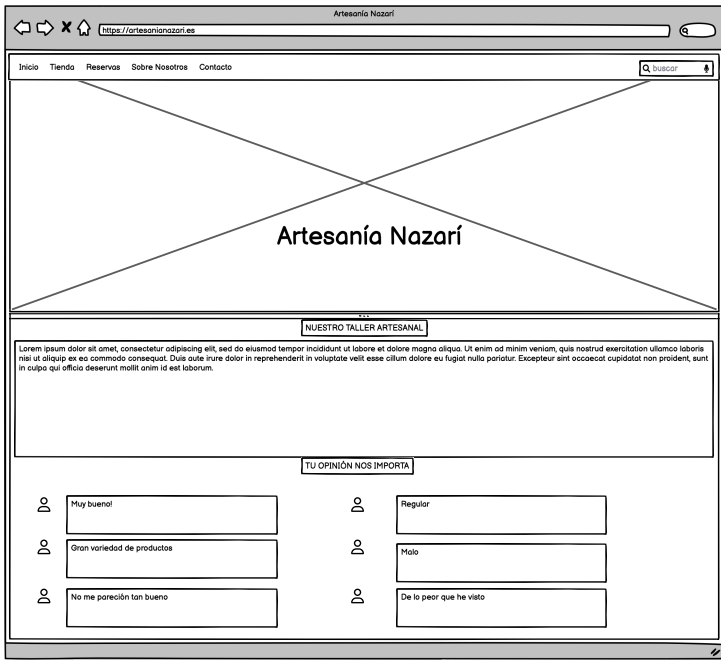 Artesanía Nazarí
https://artesanianazari.es
Inicio Tienda Reservas Sobre Nosotros Contacto buscar
Artesanía Nazarí
NUESTRO TALLER ARTESANAL
Lorem ipsum dolor sit amet, consectetur adipiscing elit, sed do eiusmod tempor incididunt ut labore et dolore magna aliqua. Ut enim ad minim veniam, quis nostrud exercitation ullamco laboris
nisi ut aliquip ex ea commodo consequat. Duis aute irure dolor in reprehenderit in voluptate velit esse cillum dolore eu fugiat nulla pariatur. Excepteur sint occaecat cupidatat non proident, sunt
in culpa qui officia deserunt mollit anim id est laborum.
TU OPINIÓN NOS IMPORTA
Muy bueno! Regular
Gran variedad de productos Malo
No me pareción tan bueno De lo peor que he visto